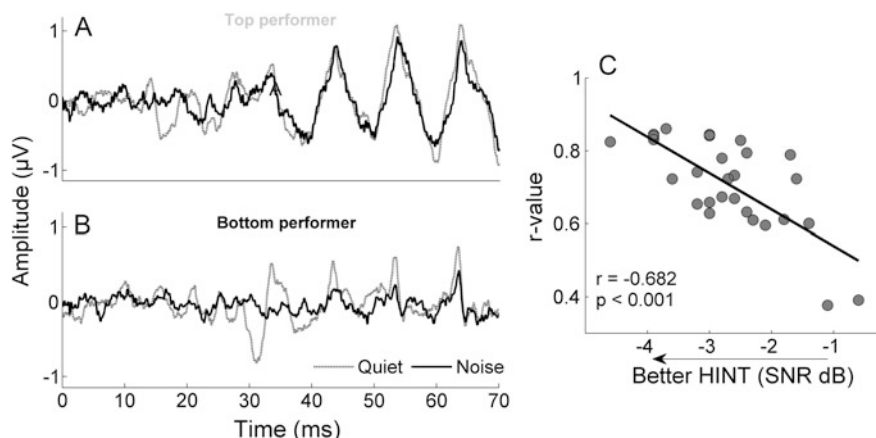 A
Top performer
1
0
-1
Amplitude (µV)
B
Bottom performer
1
0
-1
Quiet
Noise
0 10 20 30 40 50 60 70
Time (ms)
C
1
0.8
0.6
0.4
r-value
r = -0.682
p < 0.001
-4 -3 -2 -1
Better HINT (SNR dB)